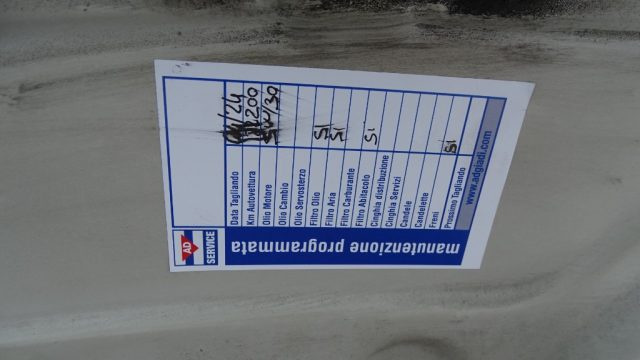 AD
SERVICE
manutenzione programmata
Data Tagliando
Km Autovettura
Olio Motore 5W/30
Olio Cambio
Olio Servosterzo
Filtro Olio SI
Filtro Aria SI
Filtro Carburante
Filtro Abitacolo SI
Cinghia distribuzione
Cinghia Servizi
Candele
Candelette
Freni
Prossimo Tagliando SI
www.adgiadi.com